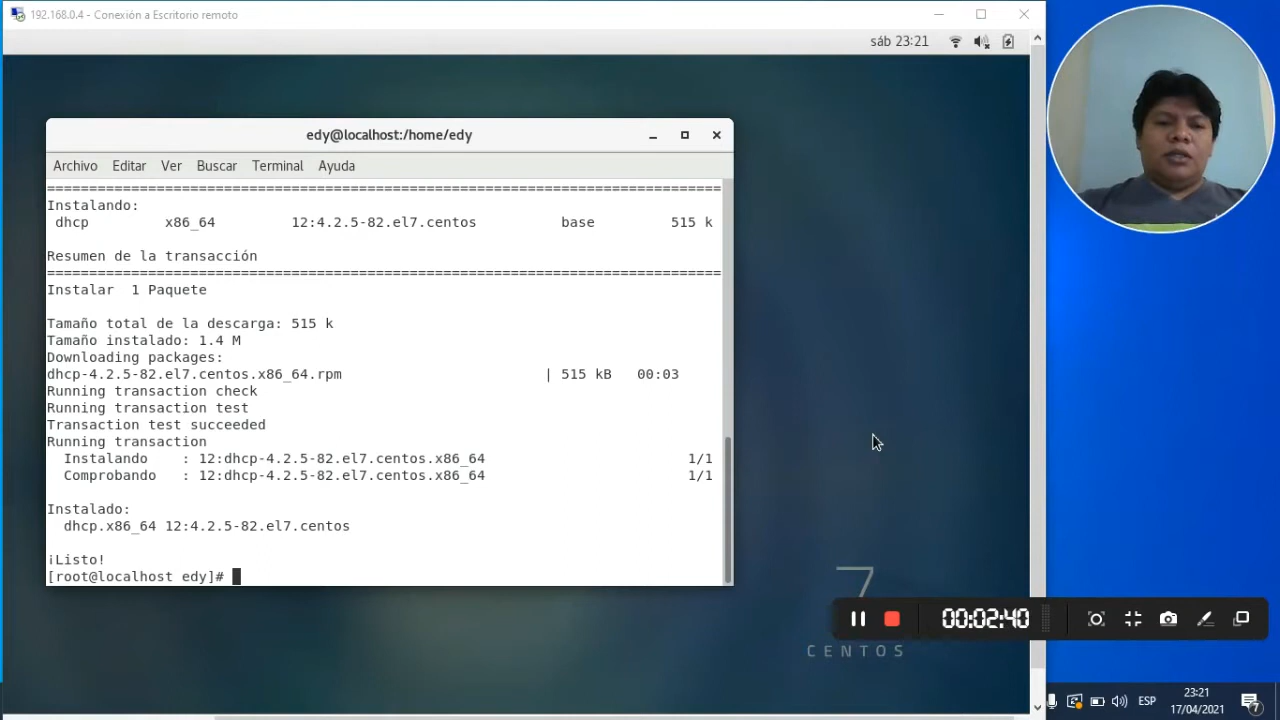 192.168.0.4 - Conexión a Escritorio remoto
sáb 23:21
edy@localhost:/home/edy
Archivo Editar Ver Buscar Terminal Ayuda
================================================================================
Instalando:
dhcp x86_64 12:4.2.5-82.el7.centos base 515 k
Resumen de la transacción
================================================================================
Instalar 1 Paquete
Tamaño total de la descarga: 515 k
Tamaño instalado: 1.4 M
Downloading packages:
dhcp-4.2.5-82.el7.centos.x86_64.rpm | 515 kB 00:03
Running transaction check
Running transaction test
Transaction test succeeded
Running transaction
Instalando : 12:dhcp-4.2.5-82.el7.centos.x86_64 1/1
Comprobando : 12:dhcp-4.2.5-82.el7.centos.x86_64 1/1
Instalado:
dhcp.x86_64 12:4.2.5-82.el7.centos
¡Listo!
[root@localhost edy]#
7
00:02:40
CENTOS
ESP
23:21
17/04/2021
7